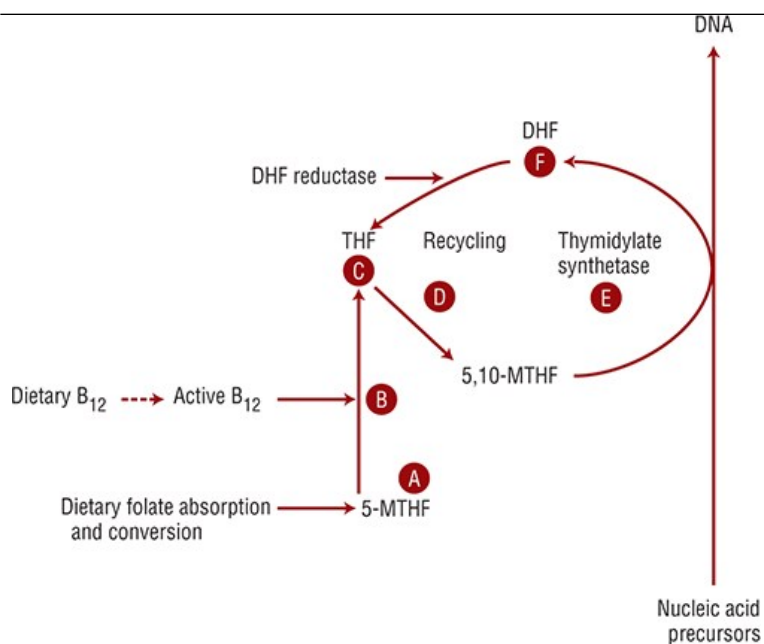 DNA
DHF
F
DHF reductase
THF
Recycling
Thymidylate
synthetase
C
D
E
5,10-MTHF
Dietary B12
Active B12
B
A
Dietary folate absorption
and conversion
5-MTHF
Nucleic acid
precursors